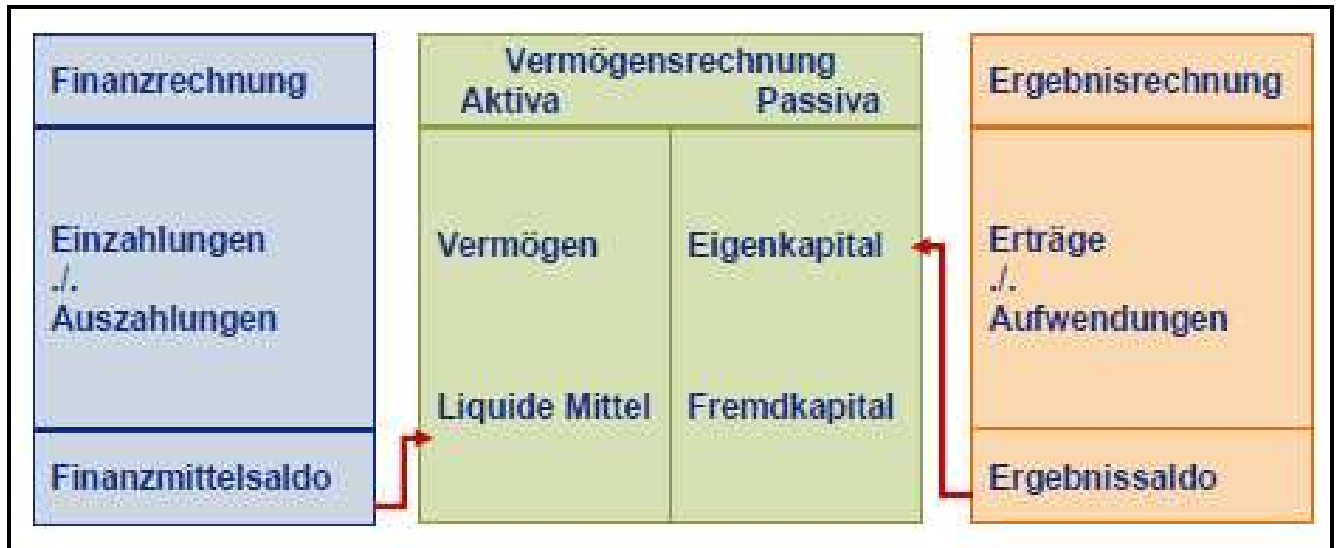 Finanzrechnung
Einzahlungen
./.
Auszahlungen
Finanzmittelsaldo
Vermögensrechnung
Aktiva Passiva
Vermögen Eigenkapital
Liquide Mittel Fremdkapital
Ergebnisrechnung
Erträge
./.
Aufwendungen
Ergebnissaldo